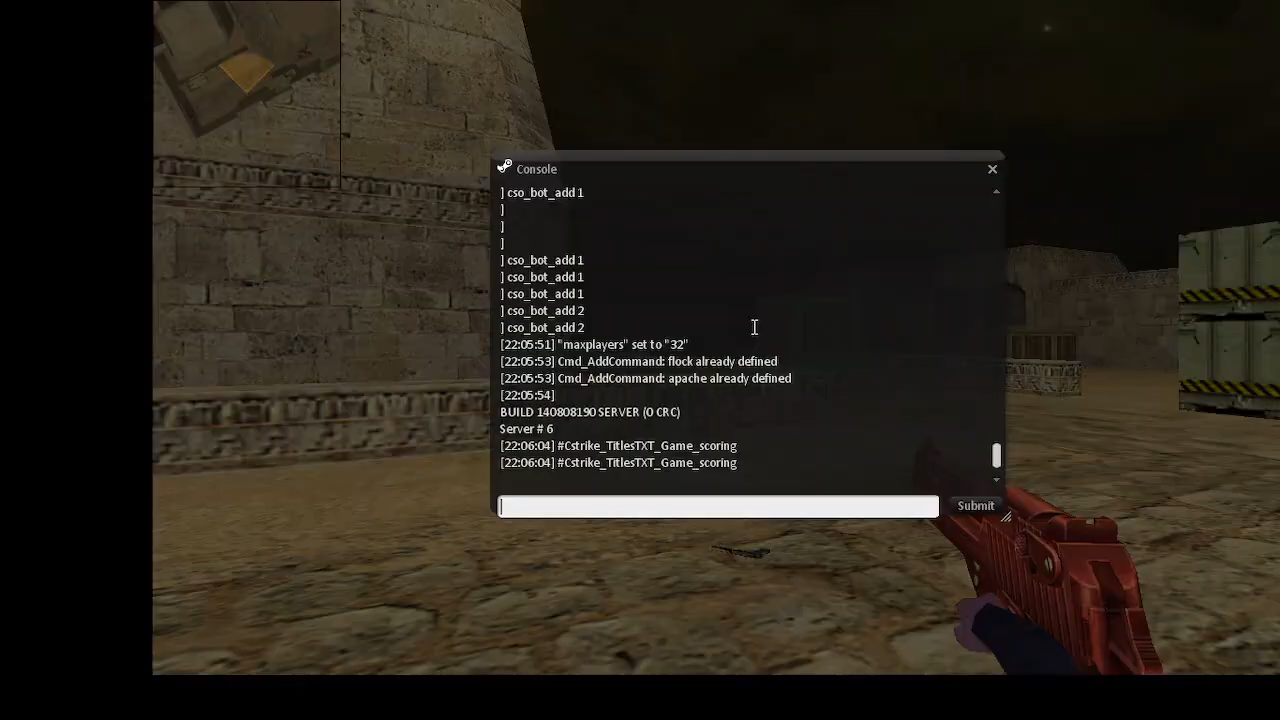 Console
] cso_bot_add 1
]
]
]
] cso_bot_add 1
] cso_bot_add 1
] cso_bot_add 1
] cso_bot_add 2
] cso_bot_add 2
[22:05:51] "maxplayers" set to "32"
[22:05:53] Cmd_AddCommand: flock already defined
[22:05:53] Cmd_AddCommand: apache already defined
[22:05:54]
BUILD 140808190 SERVER (0 CRC)
Server # 6
[22:06:04] #Cstrike_TitlesTXT_Game_scoring
[22:06:04] #Cstrike_TitlesTXT_Game_scoring
Submit